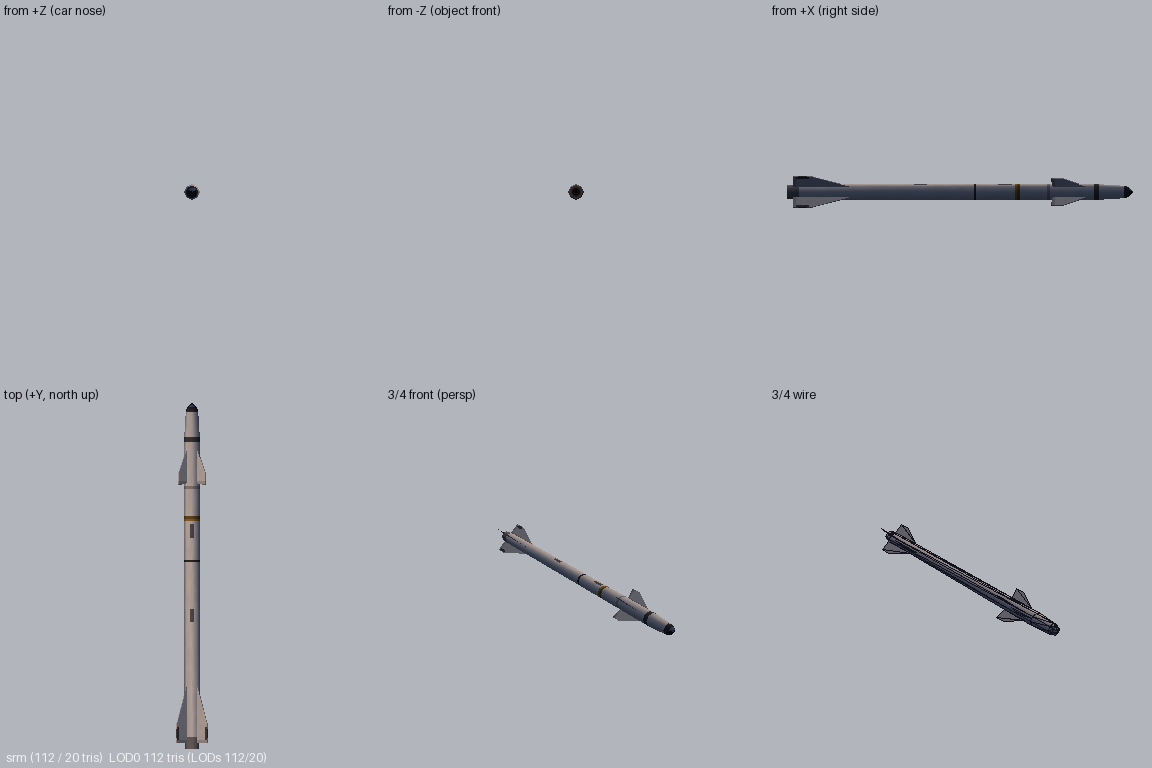 from +Z (car nose)
from -Z (object front)
from +X (right side)
top (+Y, north up)
3/4 front (persp)
3/4 wire
srm (112 / 20 tris)  LOD0 112 tris (LODs 112/20)